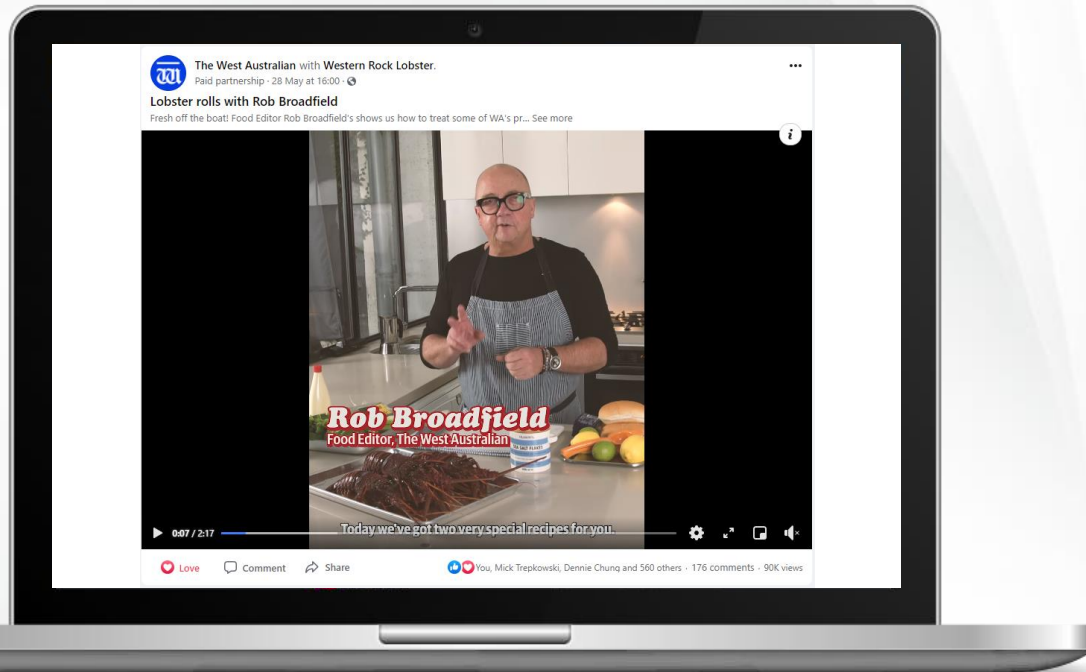 The West Australian with Western Rock Lobster.
Paid partnership · 28 May at 16:00 ·
Lobster rolls with Rob Broadfield
Fresh off the boat! Food Editor Rob Broadfield's shows us how to treat some of WA's pr... See more
Rob Broadfield
Food Editor, The West Australian
SEA SALT FLAKES
Today we've got two very special recipes for you.
0:07 / 2:17
Love Comment Share You, Mick Trepkowski, Dennie Chung and 560 others · 176 comments · 90K views